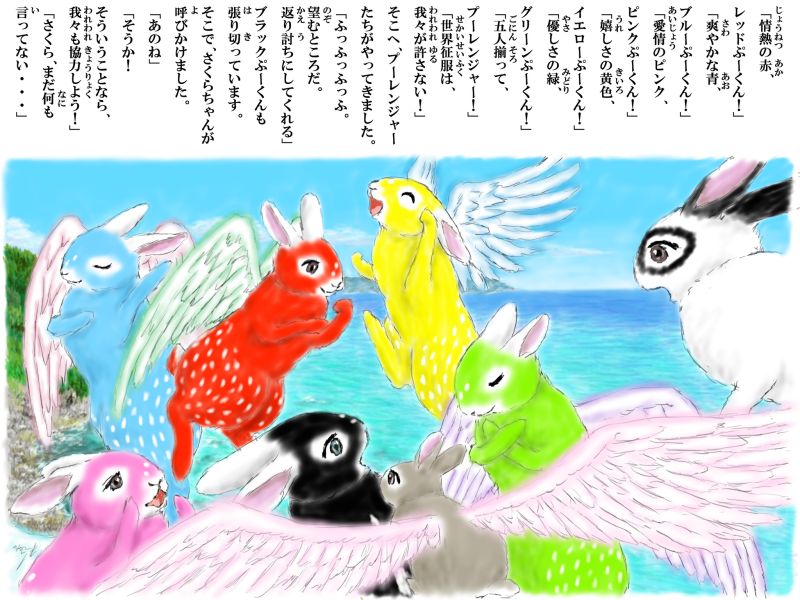 「情熱の赤、
レッドぷーくん！」
「爽やかな青、
ブルーぷーくん！」
「愛情のピンク、
ピンクぷーくん！」
「嬉しさの黄色、
イエローぷーくん！」
「優しさの緑、
グリーンぷーくん！」
「五人揃って、
プーレンジャー！」
「世界征服は、
我々が許さない！」
そこへ、プーレンジャー
たちがやってきました。
「ふっふっふっふ。
望むところだ。
返り討ちにしてくれる」
ブラックぷーくんも
張り切っています。
そこで、さくらちゃんが
呼びかけました。
「あのね」
「そうか！
そういうことなら、
我々も協力しよう！」
「さくら、まだ何も
言ってない・・・」